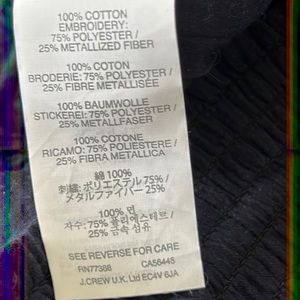 100% COTTON
EMBROIDERY:
75% POLYESTER /
25% METALLIZED FIBER
100% COTON
BRODERIE: 75% POLYESTER /
25% FIBRE METALLISÉE
100% BAUMWOLLE
STICKEREI: 75% POLYESTER /
25% METALLFASER
100% COTONE
RICAMO: 75% POLIESTERE /
25% FIBRA METALLICA
綿 100%
刺繍: ポリエステル 75% /
メタルファイバー 25%
100% 면
자수: 75% 폴리에스테르 /
25% 금속 섬유
SEE REVERSE FOR CARE
RN77388 CA56445
J.CREW U.K. Ltd EC4V 6JA